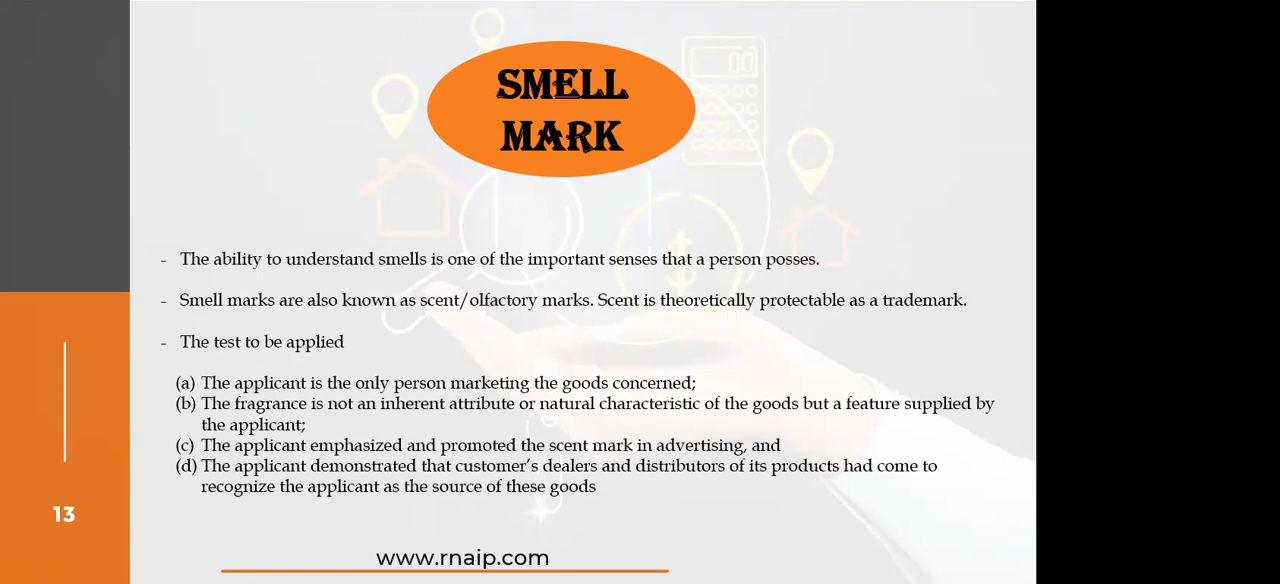 SMELL
MARK
- The ability to understand smells is one of the important senses that a person posses.
- Smell marks are also known as scent/olfactory marks. Scent is theoretically protectable as a trademark.
- The test to be applied
(a) The applicant is the only person marketing the goods concerned;
(b) The fragrance is not an inherent attribute or natural characteristic of the goods but a feature supplied by
the applicant;
(c) The applicant emphasized and promoted the scent mark in advertising, and
(d) The applicant demonstrated that customer’s dealers and distributors of its products had come to
recognize the applicant as the source of these goods
13
www.rnaip.com